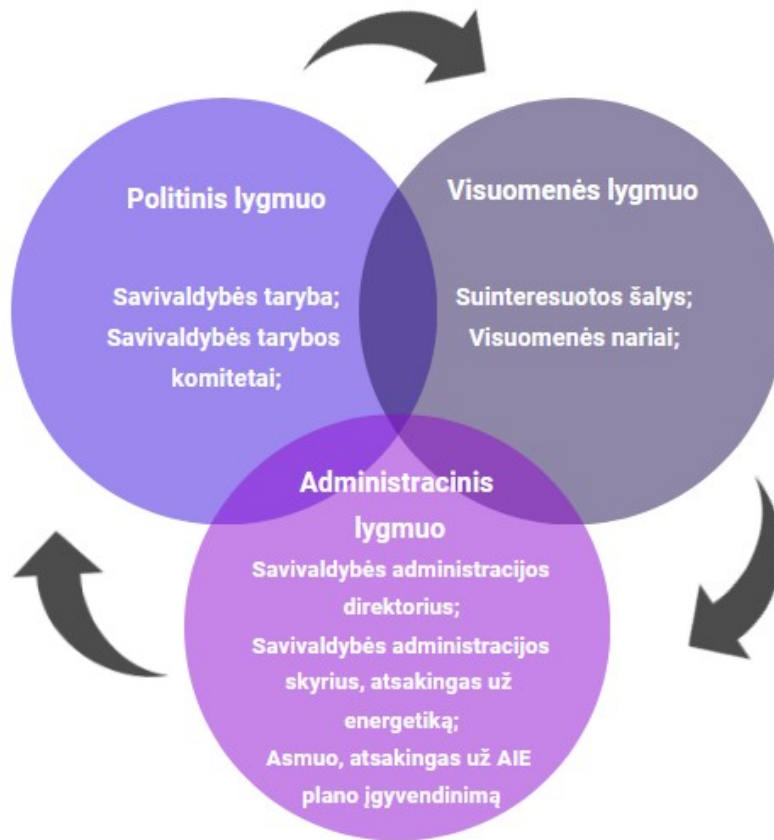 Politinis lygmuo
Savivaldybės taryba;
Savivaldybės tarybos
komitetai;
Visuomenės lygmuo
Suinteresuotos šalys;
Visuomenės nariai;
Administracinis
lygmuo
Savivaldybės administracijos
direktorius;
Savivaldybės administracijos
skyrius, atsakingas už
energetiką;
Asmuo, atsakingas už AIE
plano įgyvendinimą